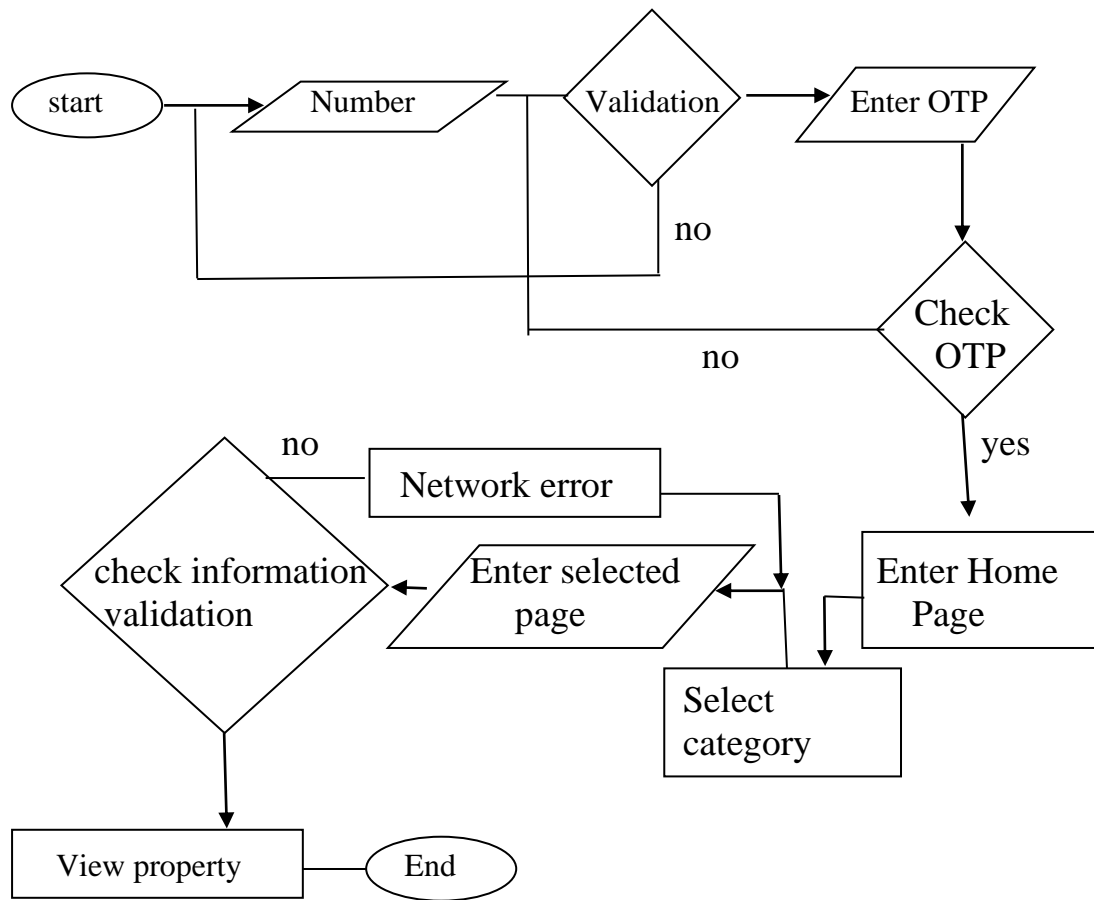 start
Number
Validation
Enter OTP
no
Check
OTP
no
yes
no
Network error
check information
validation
Enter selected
page
Enter Home
Page
Select
category
View property
End